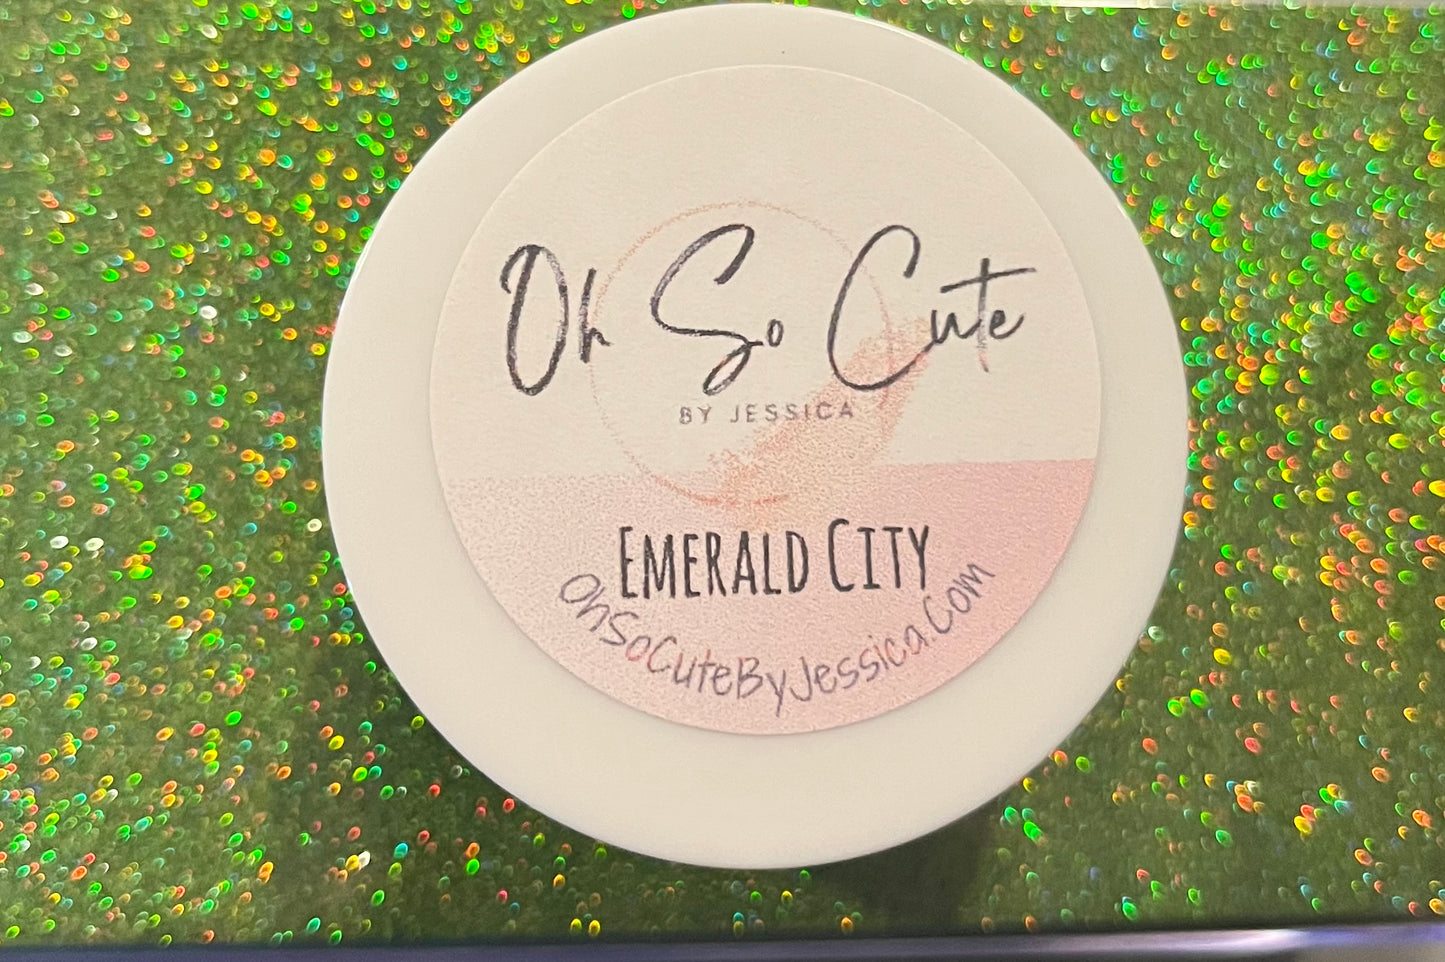 Oh So Cute
BY JESSICA
EMERALD CITY
OhSoCuteByJessica.Com